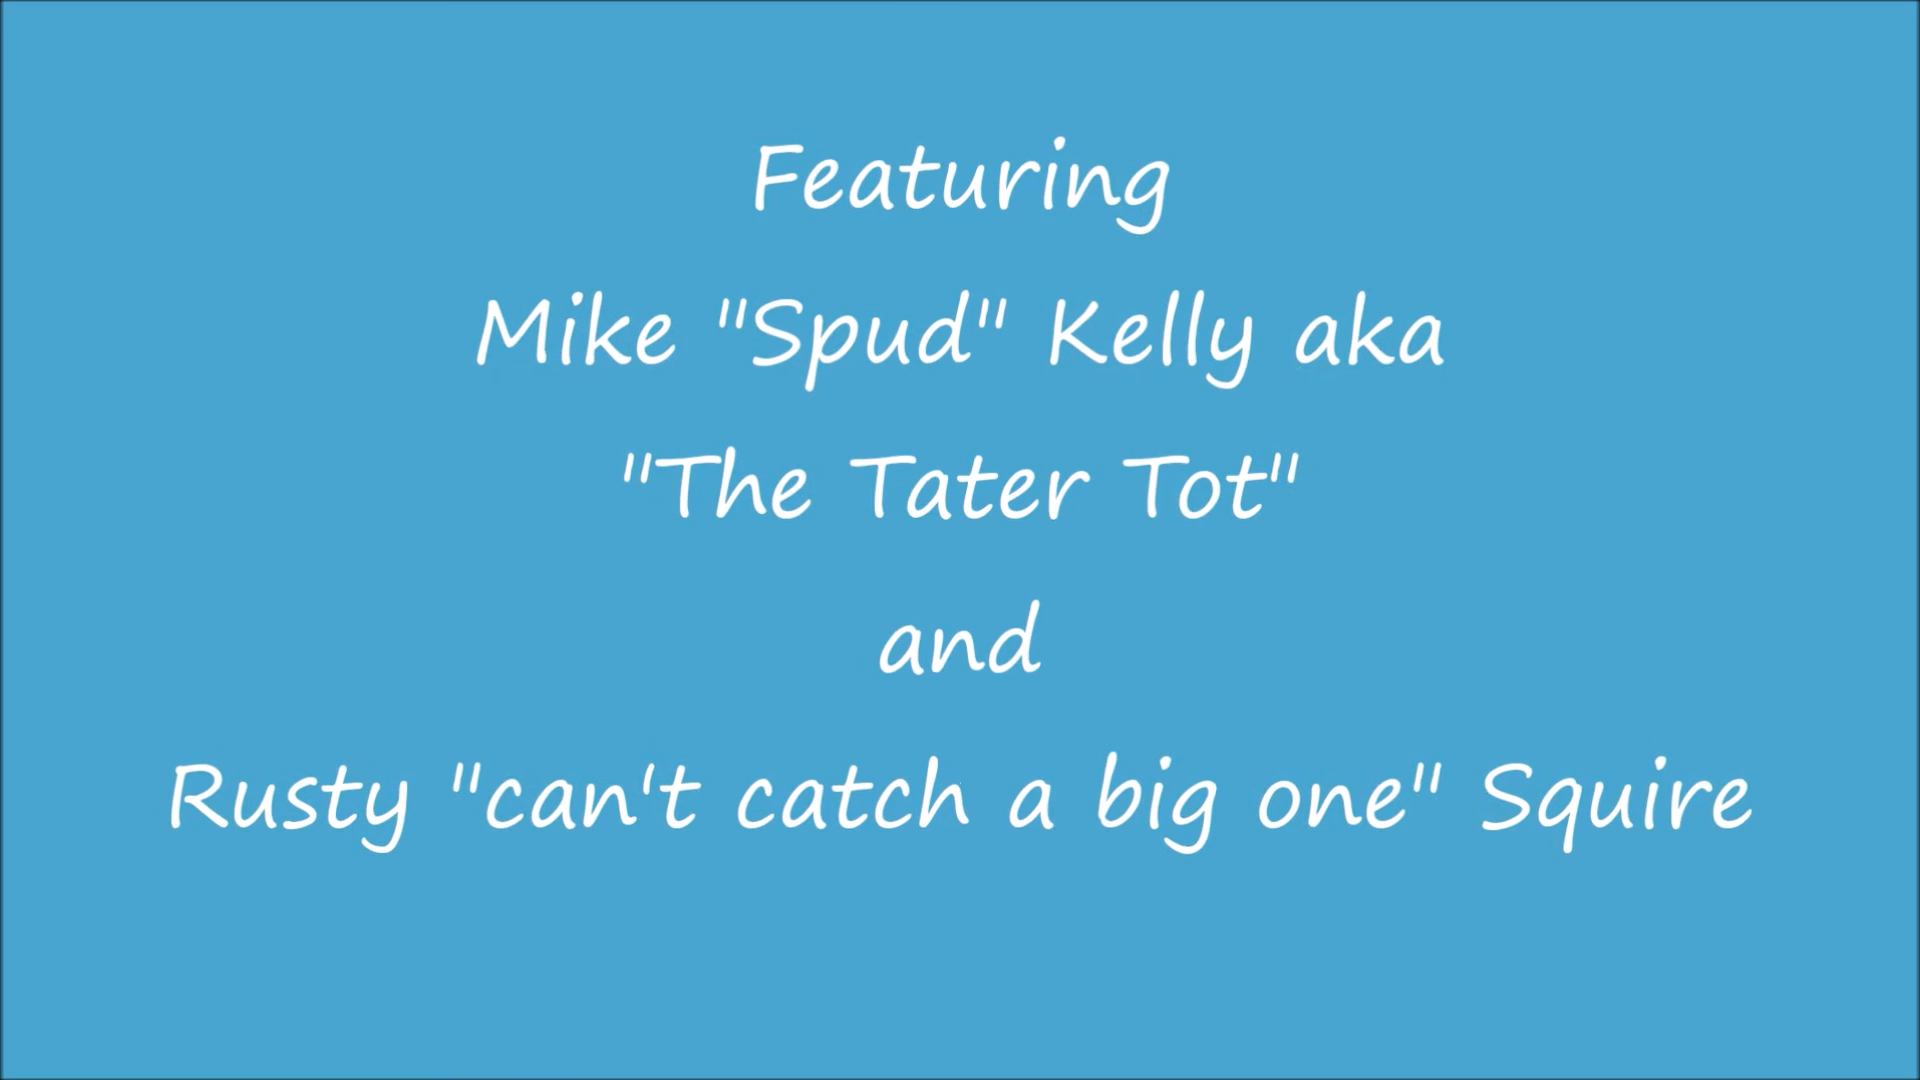 Featuring
Mike "Spud" Kelly aka
"The Tater Tot"
and
Rusty "can't catch a big one" Squire